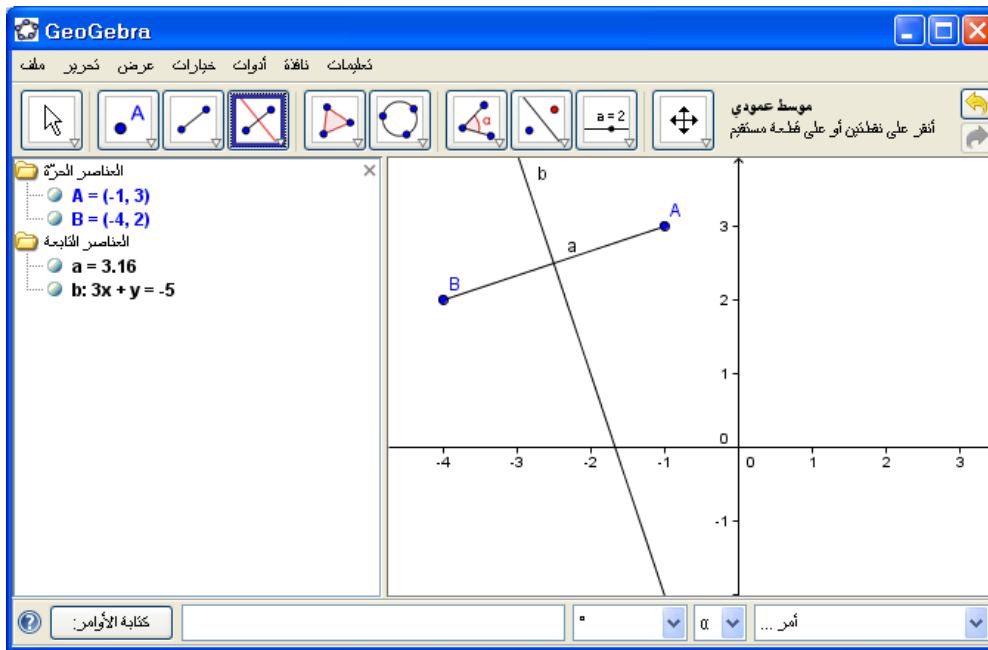 GeoGebra
ملف تحرير عرض خيارات أدوات نافذة تعليمات
A
α
a = 2
موسط عمودي
أنقر على نقطتين أو على قطعة مستقيم
العناصر الحرّة
A = (-1, 3)
B = (-4, 2)
العناصر التابعة
a = 3.16
b: 3x + y = -5
b
A
a
B
3
2
1
0
-4 -3 -2 -1 0 1 2 3
-1
كتابة الأوامر:
α
أمر ...